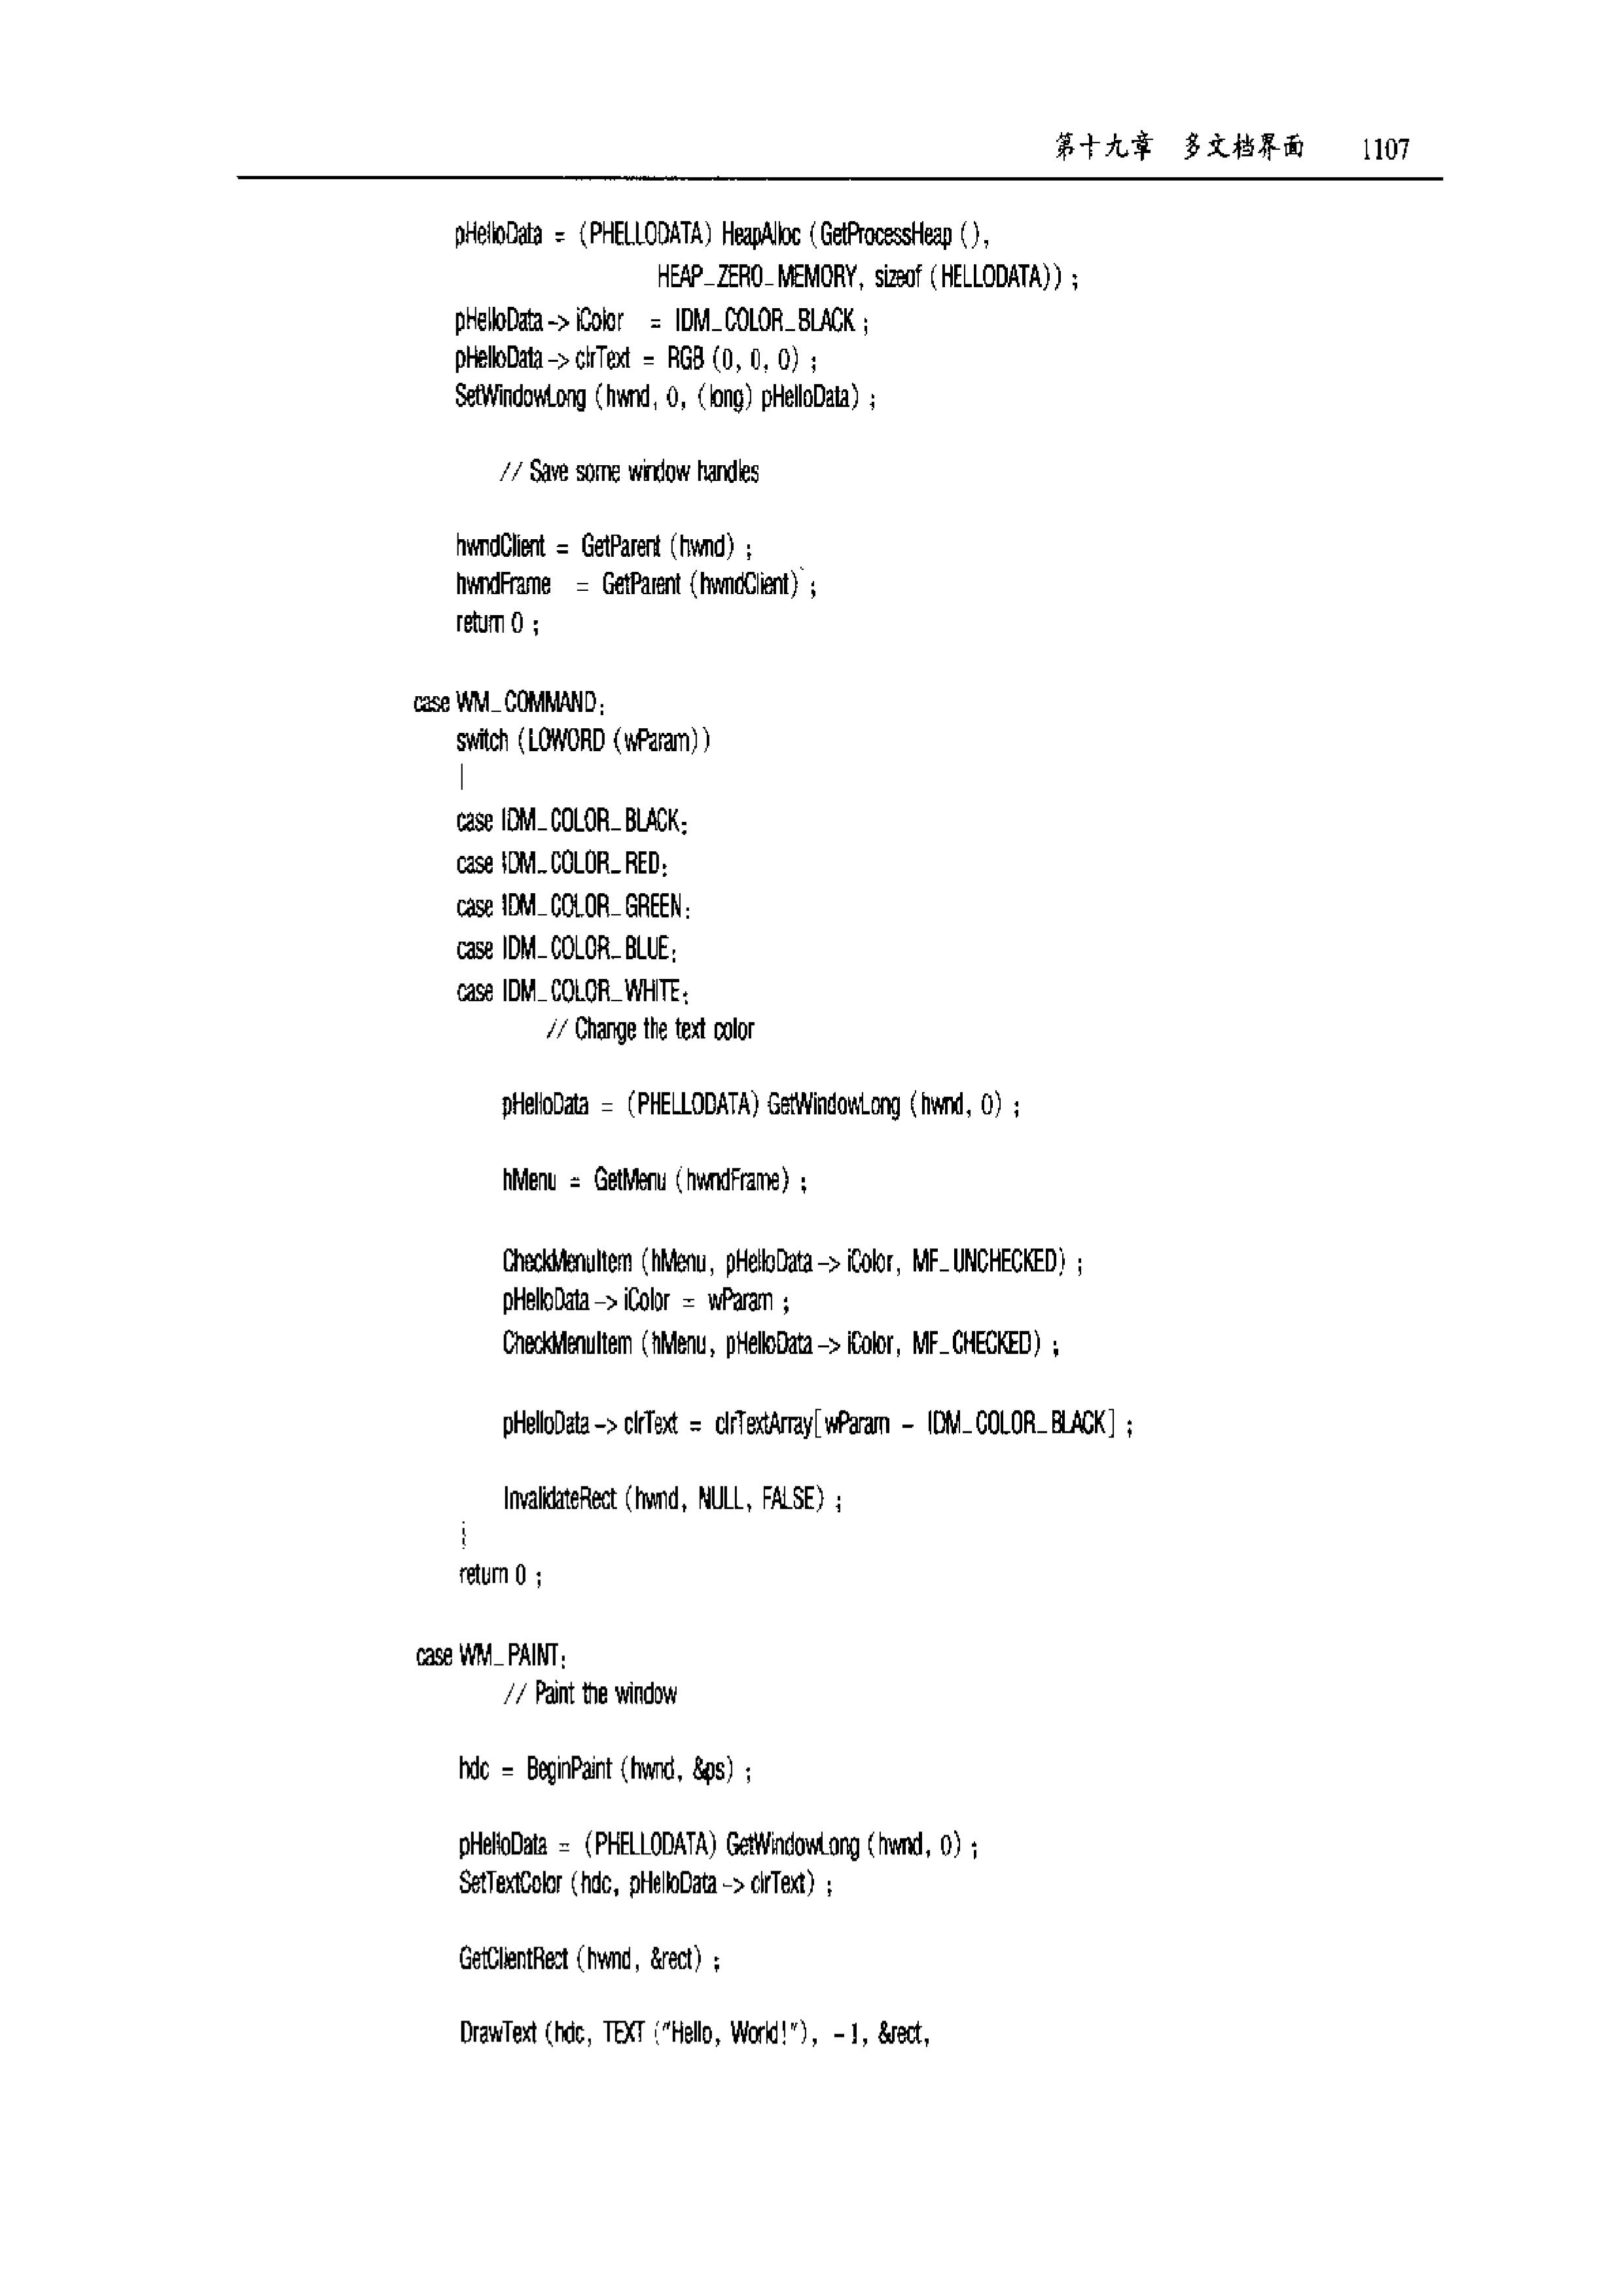 第十九章 多文档界面 1107
pHelloData = (PHELLODATA) HeapAlloc (GetProcessHeap (),
HEAP_ZERO_MEMORY, sizeof (HELLODATA)) ;
pHelloData -> iColor = IDM_COLOR_BLACK ;
pHelloData -> clrText = RGB (0, 0, 0) ;
SetWindowLong (hwnd, 0, (long) pHelloData) ;
// Save some window handles
hwndClient = GetParent (hwnd) ;
hwndFrame = GetParent (hwndClient) ;
return 0 ;
case WM_COMMAND:
switch (LOWORD (wParam))
{
case IDM_COLOR_BLACK:
case IDM_COLOR_RED:
case IDM_COLOR_GREEN:
case IDM_COLOR_BLUE:
case IDM_COLOR_WHITE:
// Change the text color
pHelloData = (PHELLODATA) GetWindowLong (hwnd, 0) ;
hMenu = GetMenu (hwndFrame) ;
CheckMenuItem (hMenu, pHelloData -> iColor, MF_UNCHECKED) ;
pHelloData -> iColor = wParam ;
CheckMenuItem (hMenu, pHelloData -> iColor, MF_CHECKED) ;
pHelloData -> clrText = clrTextArray[wParam - IDM_COLOR_BLACK] ;
InvalidateRect (hwnd, NULL, FALSE) ;
}
return 0 ;
case WM_PAINT:
// Paint the window
hdc = BeginPaint (hwnd, &ps) ;
pHelloData = (PHELLODATA) GetWindowLong (hwnd, 0) ;
SetTextColor (hdc, pHelloData -> clrText) ;
GetClientRect (hwnd, &rect) ;
DrawText (hdc, TEXT ("Hello, World!"), -1, &rect,